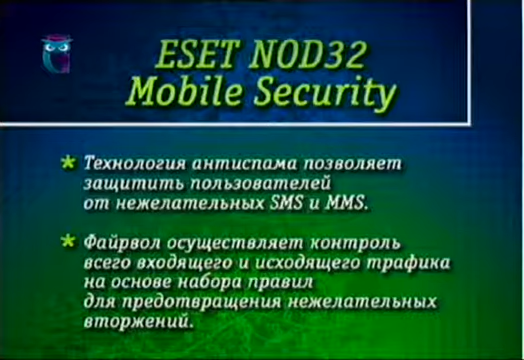 ESET NOD32
Mobile Security
* Технология антиспама позволяет
защитить пользователей
от нежелательных SMS и MMS.
* Файрвол осуществляет контроль
всего входящего и исходящего трафика
на основе набора правил
для предотвращения нежелательных
вторжений.